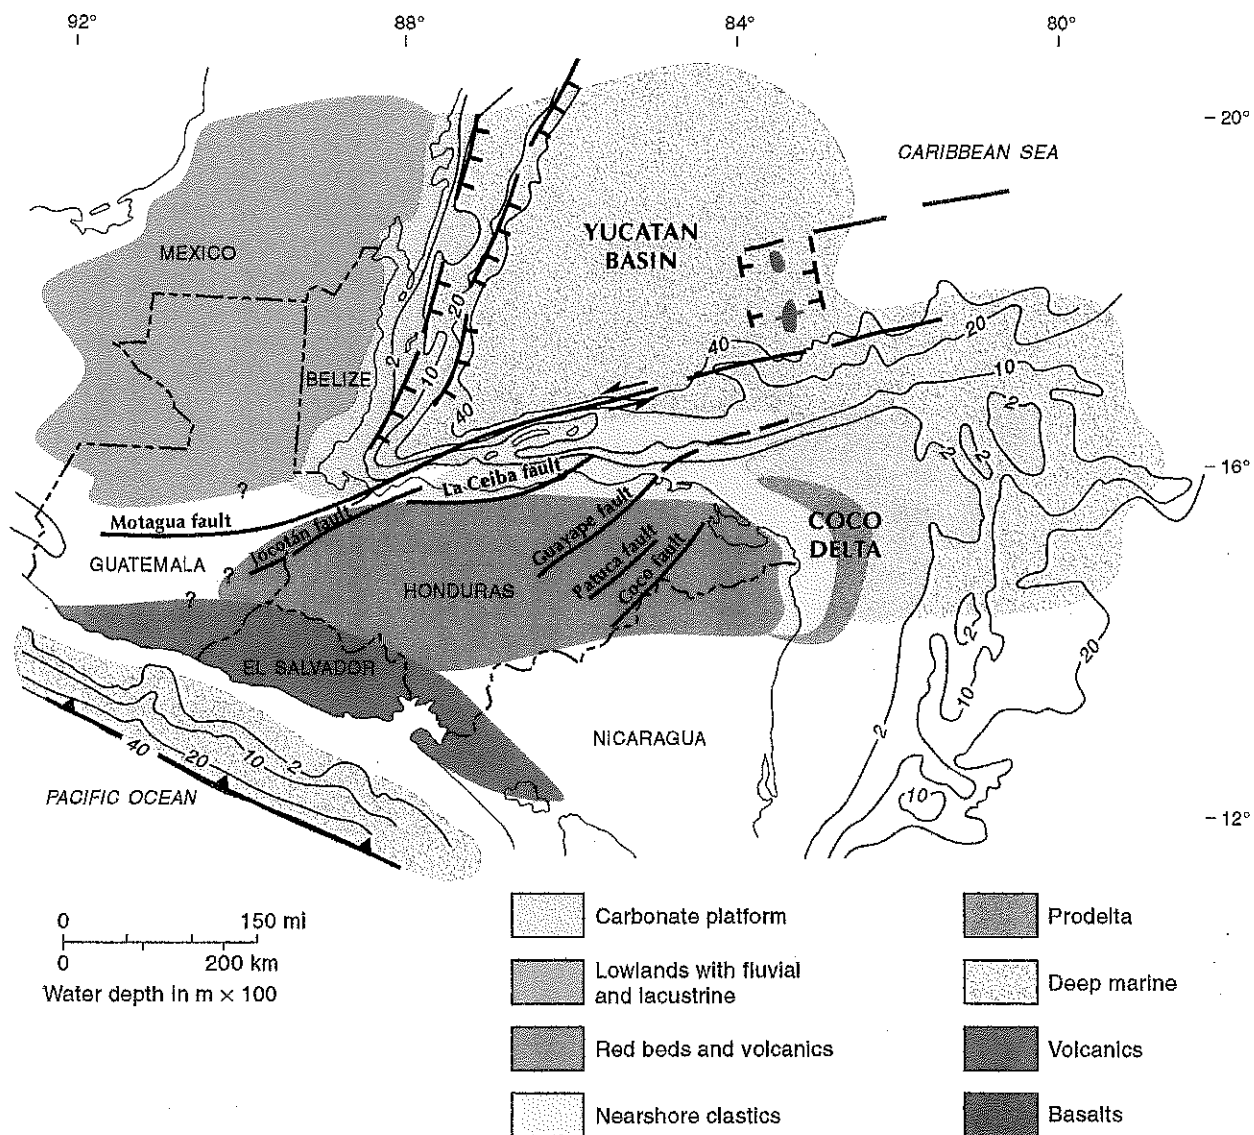 92°
88°
84°
80°
20°
CARIBBEAN SEA
YUCATAN
BASIN
MEXICO
20
40
20
2
BELIZE
10
10
2
40
2
2
16°
?
La Ceiba fault
Motagua fault
Jocotán fault
Guayape fault
COCO
DELTA
GUATEMALA
?
Patuca fault
Coco fault
HONDURAS
?
2
20
EL SALVADOR
10
NICARAGUA
2
40
20
10
2
PACIFIC OCEAN
10
12°
0 150 mi
0 200 km
Water depth in m × 100
Carbonate platform
Lowlands with fluvial
and lacustrine
Red beds and volcanics
Nearshore clastics
Prodelta
Deep marine
Volcanics
Basalts